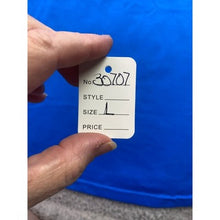 No 30707
STYLE
SIZE L
PRICE